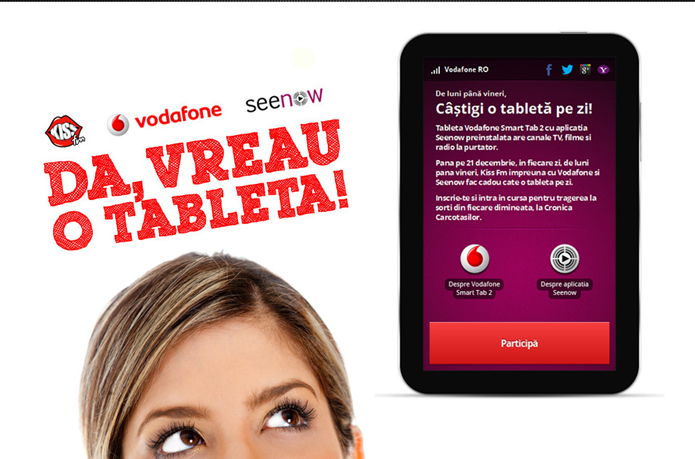 KISS fm
vodafone
seenow
DA, VREAU
O TABLETA!
Vodafone RO
De luni până vineri,
Câștigi o tabletă pe zi!
Tableta Vodafone Smart Tab 2 cu aplicatia
Seenow preinstalata are canale TV, filme si
radio la purtator.
Pana pe 21 decembrie, in fiecare zi, de luni
pana vineri, Kiss Fm impreuna cu Vodafone si
Seenow fac cadou cate o tableta pe zi.
Inscrie-te si intra in cursa pentru tragerea la
sorti din fiecare dimineata, la Cronica
Carcotasilor.
Despre Vodafone
Smart Tab 2
Despre aplicatia
Seenow
Participă